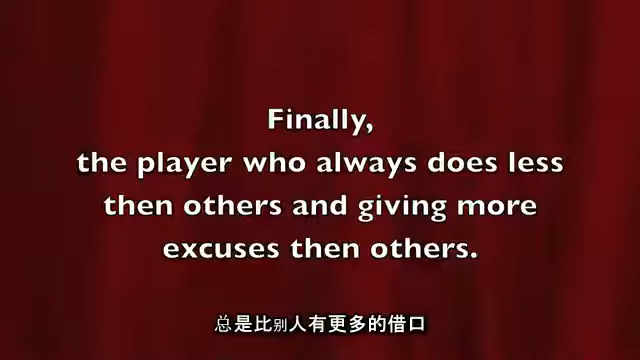 Finally,
the player who always does less
then others and giving more
excuses then others.
总是比别人有更多的借口